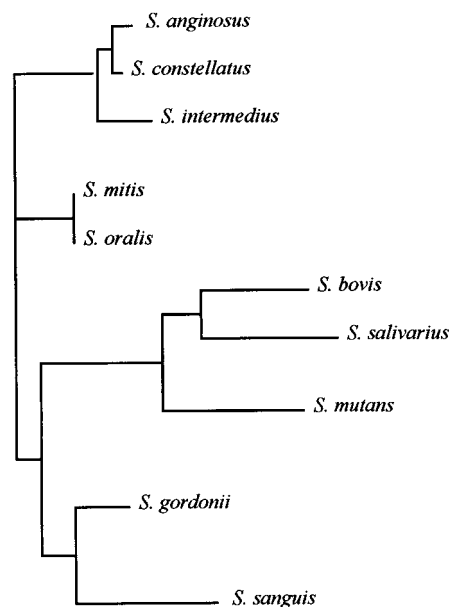 S. anginosus
S. constellatus
S. intermedius
S. mitis
S. oralis
S. bovis
S. salivarius
S. mutans
S. gordonii
S. sanguis